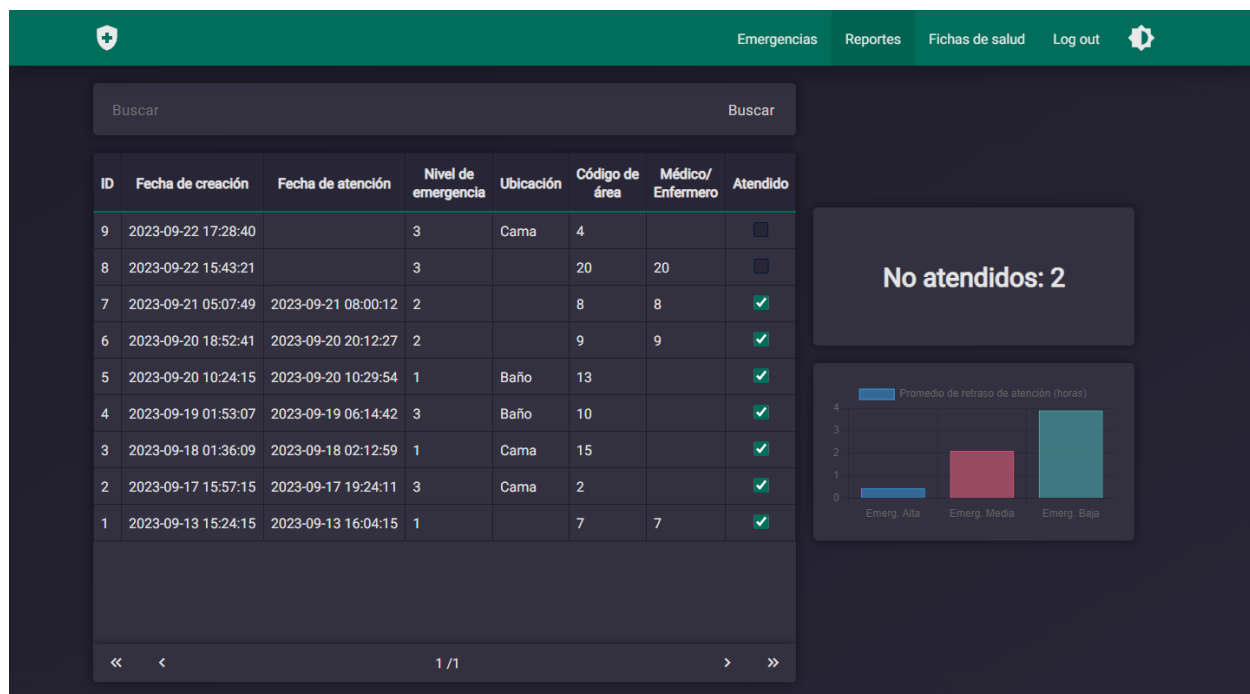 Emergencias Reportes Fichas de salud Log out
Buscar Buscar
ID Fecha de creación Fecha de atención Nivel de emergencia Ubicación Código de área Médico/ Enfermero Atendido
9 2023-09-22 17:28:40 3 Cama 4
8 2023-09-22 15:43:21 3 20 20
7 2023-09-21 05:07:49 2023-09-21 08:00:12 2 8 8
6 2023-09-20 18:52:41 2023-09-20 20:12:27 2 9 9
5 2023-09-20 10:24:15 2023-09-20 10:29:54 1 Baño 13
4 2023-09-19 01:53:07 2023-09-19 06:14:42 3 Baño 10
3 2023-09-18 01:36:09 2023-09-18 02:12:59 1 Cama 15
2 2023-09-17 15:57:15 2023-09-17 19:24:11 3 Cama 2
1 2023-09-13 15:24:15 2023-09-13 16:04:15 1 7 7
« ‹ 1 /1 › »
No atendidos: 2
Promedio de retraso de atención (horas)
4
3
2
1
0
Emerg. Alta Emerg. Media Emerg. Baja